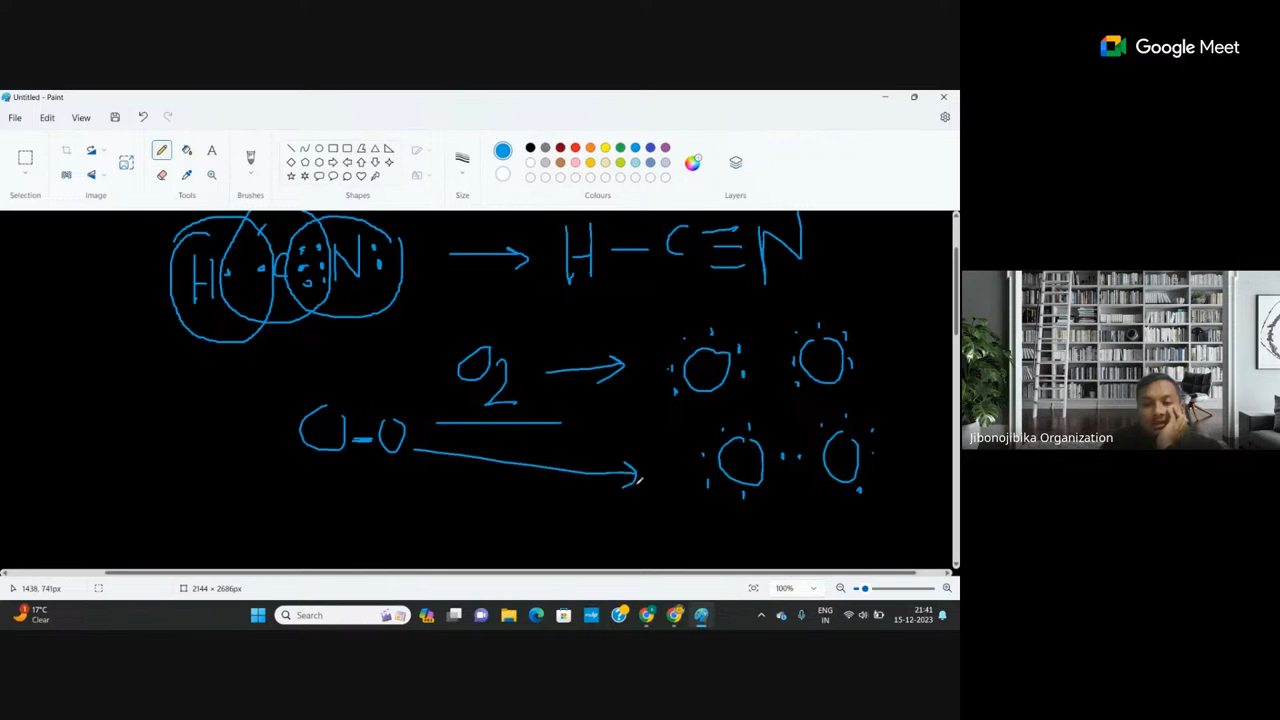 Google Meet
Untitled - Paint
File Edit View
Selection Image Tools Brushes Shapes Size Colours Layers
H C N: → H — C ≡ N
O2 → O O
O = O
O O
Jibonojibika Organization
1438, 741px 2144 × 2686px 100%
1
17°C
Clear
Search
ENG
IN
21:41
15-12-2023